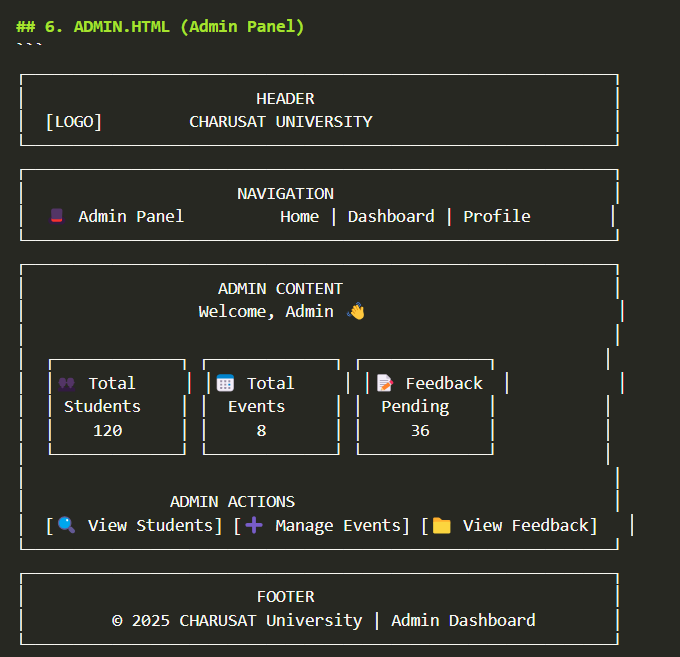 ## 6. ADMIN.HTML (Admin Panel)
```
HEADER
[LOGO] CHARUSAT UNIVERSITY
NAVIGATION
Admin Panel Home | Dashboard | Profile
ADMIN CONTENT
Welcome, Admin 👋
👥 Total 📅 Total 📝 Feedback
Students Events Pending
120 8 36
ADMIN ACTIONS
[🔍 View Students] [➕ Manage Events] [📁 View Feedback]
FOOTER
© 2025 CHARUSAT University | Admin Dashboard